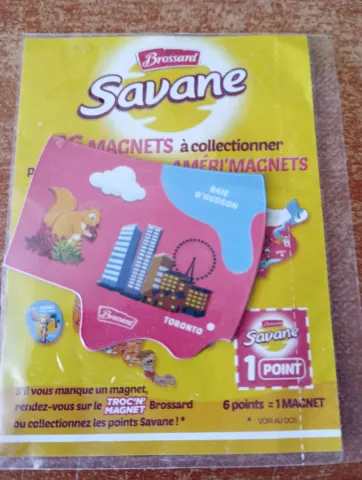 Brossard
Savane
MAGNETS à collectionner
AMÉRI'MAGNETS
BAIE
D'HUDSON
Brossard
TORONTO
Savane
1 POINT
S'il vous manque un magnet,
rendez-vous sur le TROC'N' MAGNET Brossard
ou collectionnez les points Savane ! *
6 points = 1 MAGNET
* VOIR AU DOS